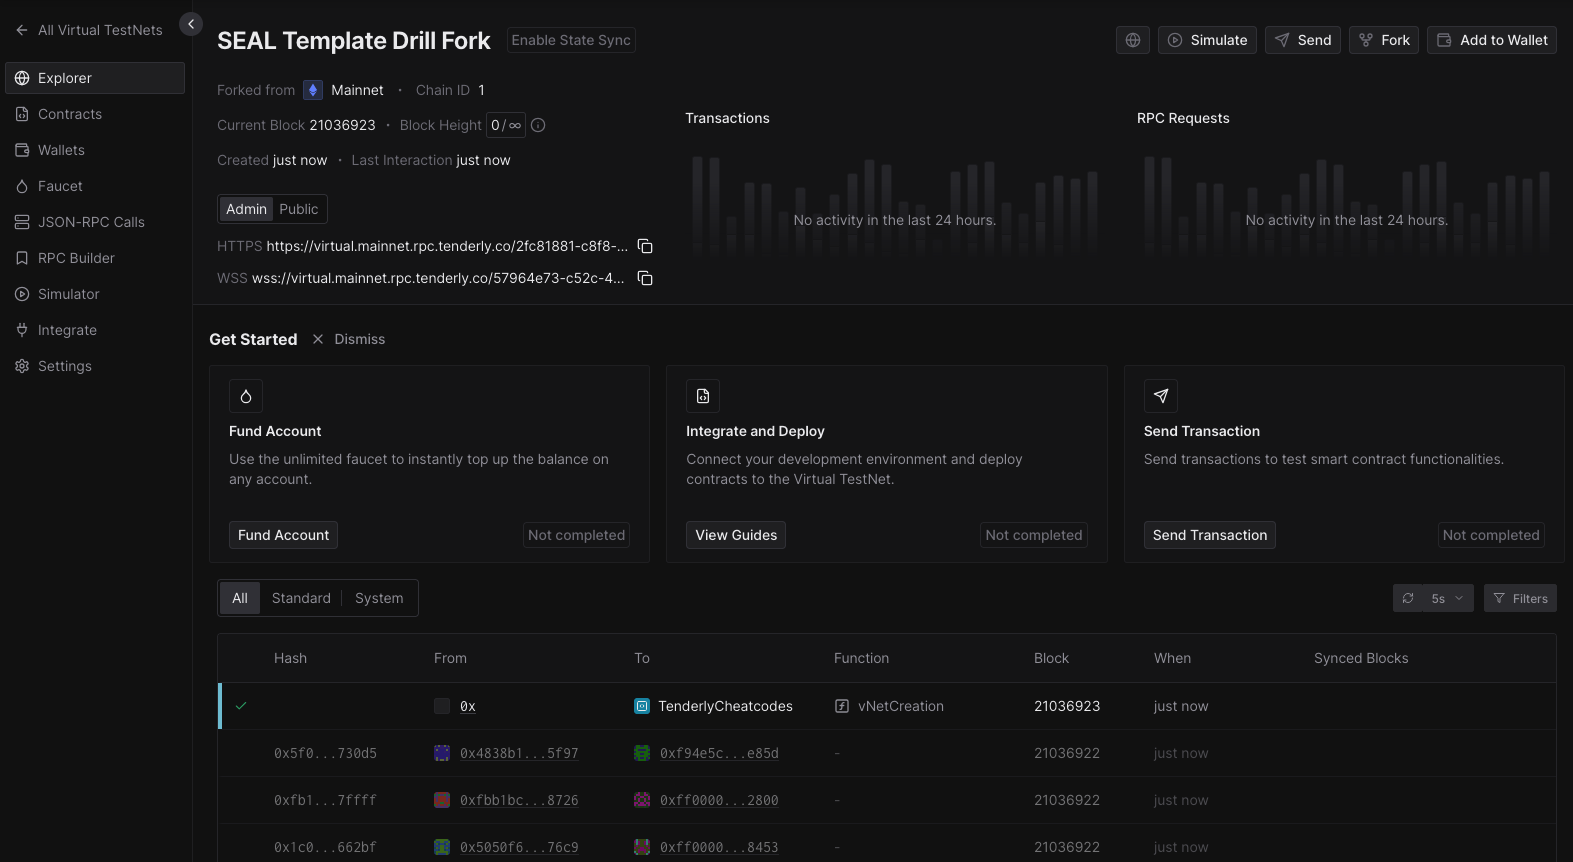 All Virtual TestNets
Explorer
Contracts
Wallets
Faucet
JSON-RPC Calls
RPC Builder
Simulator
Integrate
Settings
SEAL Template Drill Fork Enable State Sync
Simulate Send Fork Add to Wallet
Forked from Mainnet · Chain ID 1
Current Block 21036923 · Block Height 0 / ∞
Created just now · Last Interaction just now
Admin Public
HTTPS https://virtual.mainnet.rpc.tenderly.co/2fc81881-c8f8-...
WSS wss://virtual.mainnet.rpc.tenderly.co/57964e73-c52c-4...
Transactions
No activity in the last 24 hours.
RPC Requests
No activity in the last 24 hours.
Get Started Dismiss
Fund Account
Use the unlimited faucet to instantly top up the balance on
any account.
Fund Account Not completed
Integrate and Deploy
Connect your development environment and deploy
contracts to the Virtual TestNet.
View Guides Not completed
Send Transaction
Send transactions to test smart contract functionalities.
Send Transaction Not completed
All Standard System
5s Filters
Hash From To Function Block When Synced Blocks
0x TenderlyCheatcodes vNetCreation 21036923 just now
0x5f0...730d5 0x4838b1...5f97 0xf94e5c...e85d - 21036922 just now
0xfb1...7ffff 0xfbb1bc...8726 0xff0000...2800 - 21036922 just now
0x1c0...662bf 0x5050f6...76c9 0xff0000...8453 - 21036922 just now